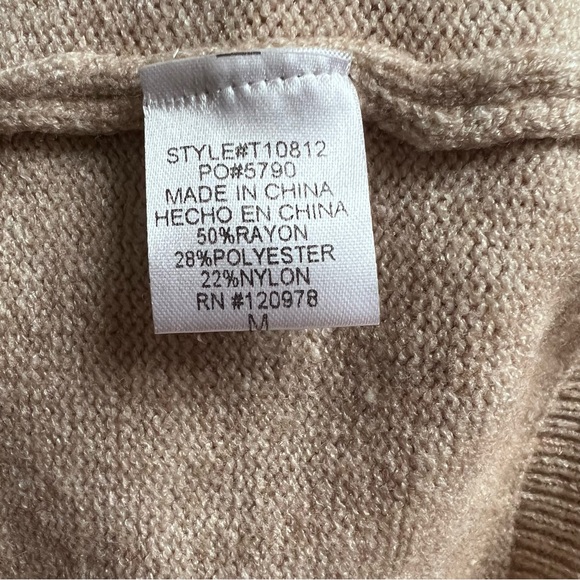 STYLE#T10812
PO#5790
MADE IN CHINA
HECHO EN CHINA
50%RAYON
28%POLYESTER
22%NYLON
RN #120978
M